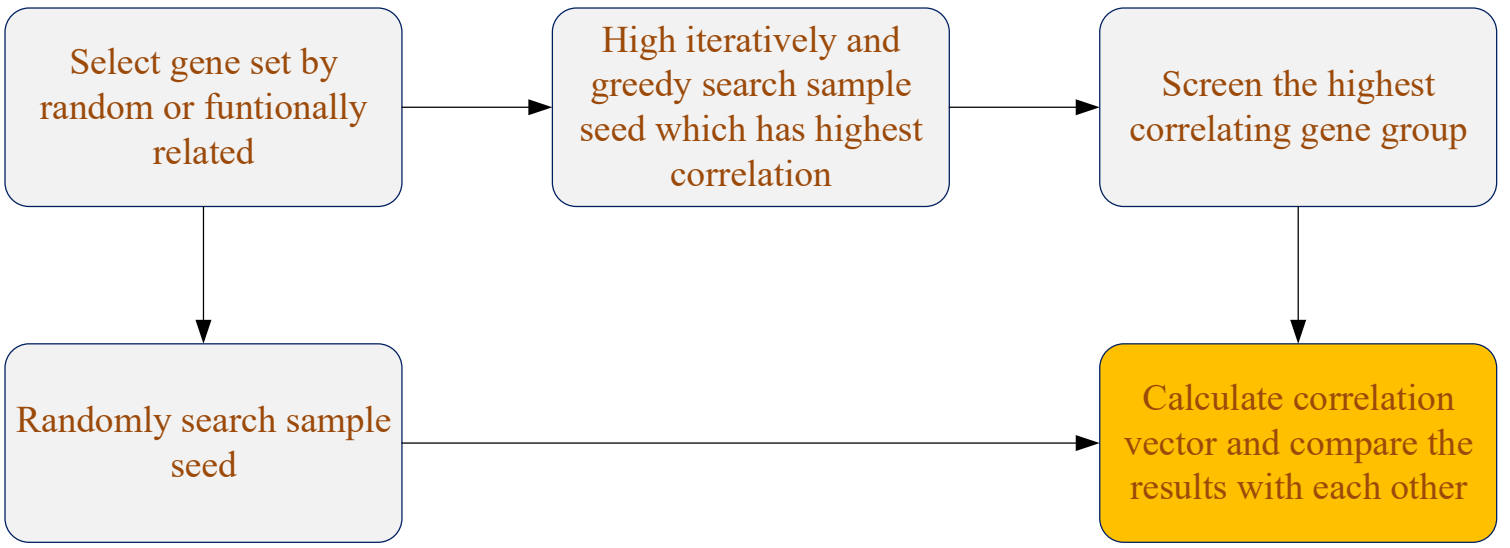 Select gene set by
random or funtionally
related
High iteratively and
greedy search sample
seed which has highest
correlation
Screen the highest
correlating gene group
Randomly search sample
seed
Calculate correlation
vector and compare the
results with each other